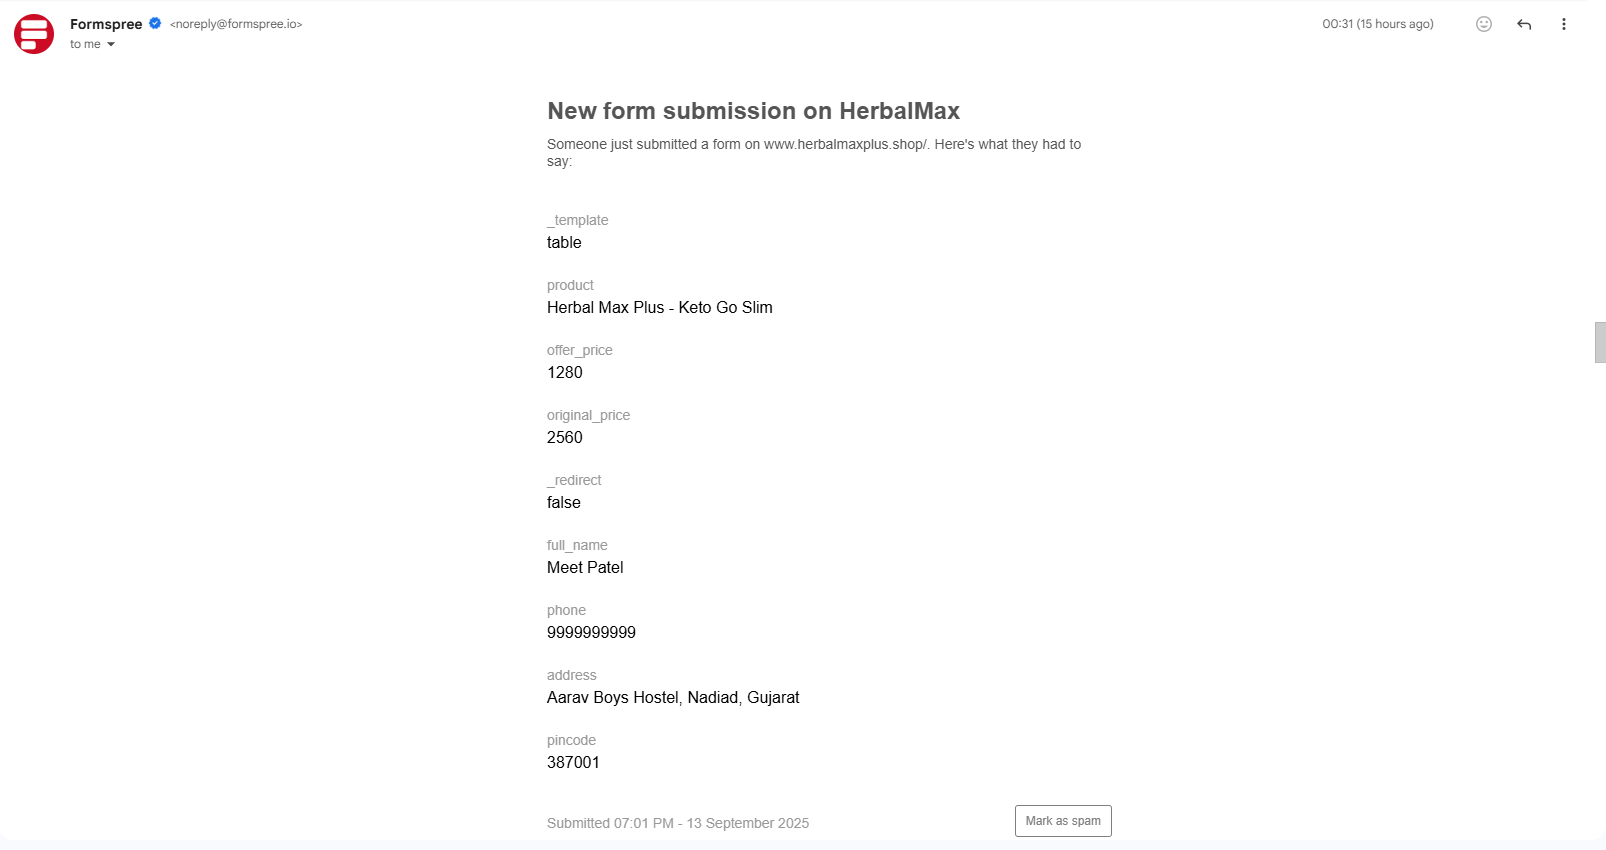 Formspree <noreply@formspree.io>
00:31 (15 hours ago)
to me
New form submission on HerbalMax
Someone just submitted a form on www.herbalmaxplus.shop/. Here's what they had to
say:
_template
table
product
Herbal Max Plus - Keto Go Slim
offer_price
1280
original_price
2560
_redirect
false
full_name
Meet Patel
phone
9999999999
address
Aarav Boys Hostel, Nadiad, Gujarat
pincode
387001
Submitted 07:01 PM - 13 September 2025
Mark as spam